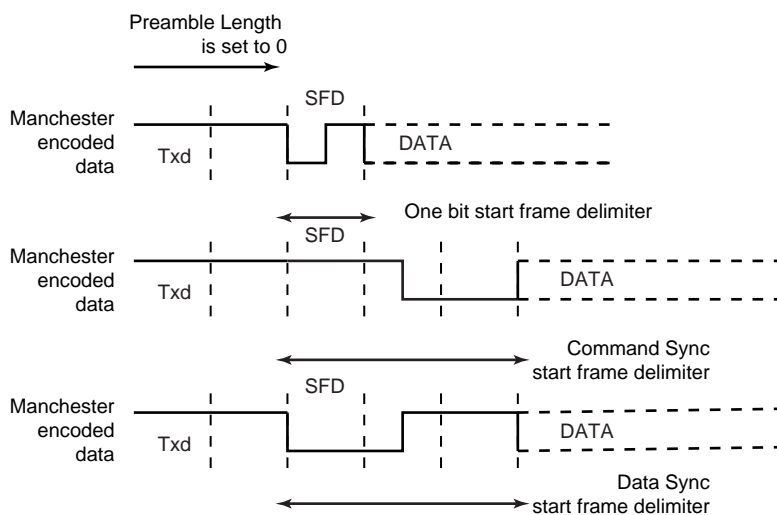 Preamble Length
is set to 0
SFD
Manchester
encoded
data
Txd
DATA
One bit start frame delimiter
SFD
Manchester
encoded
data
Txd
DATA
Command Sync
start frame delimiter
SFD
Manchester
encoded
data
Txd
DATA
Data Sync
start frame delimiter